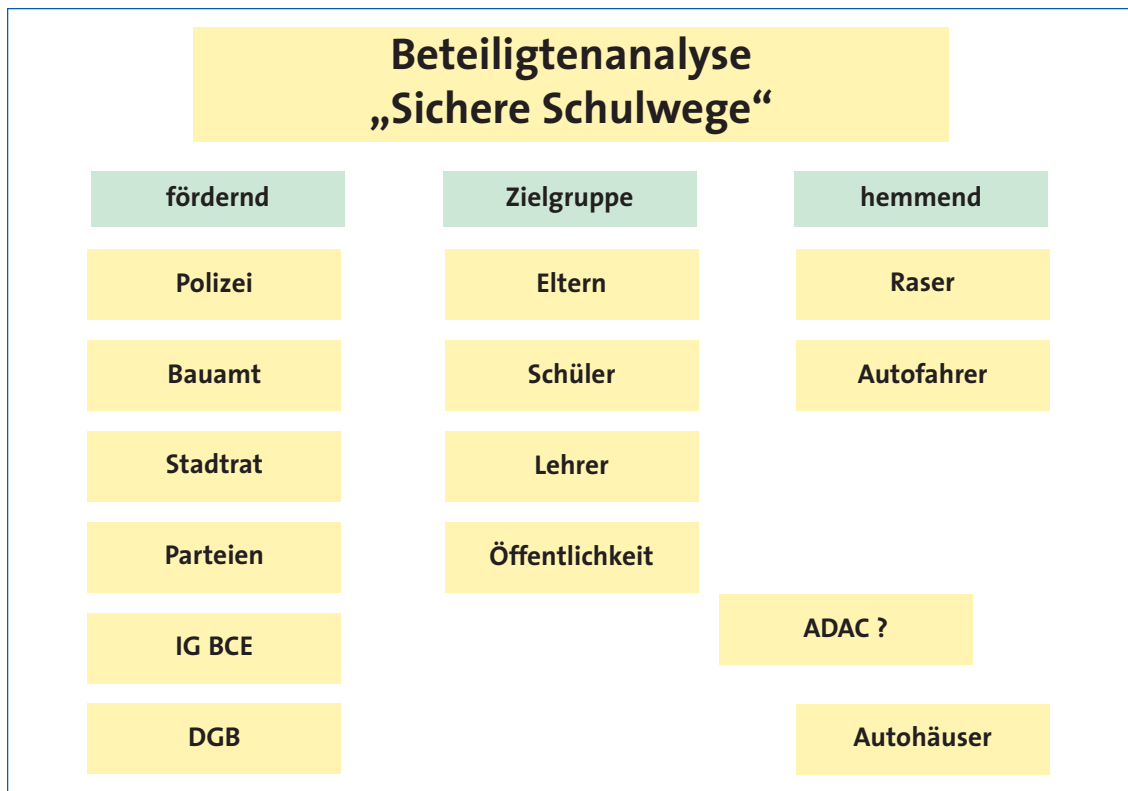 Beteiligtenanalyse
„Sichere Schulwege“
fördernd
Zielgruppe
hemmend
Polizei
Eltern
Raser
Bauamt
Schüler
Autofahrer
Stadtrat
Lehrer
Parteien
Öffentlichkeit
ADAC ?
IG BCE
DGB
Autohäuser